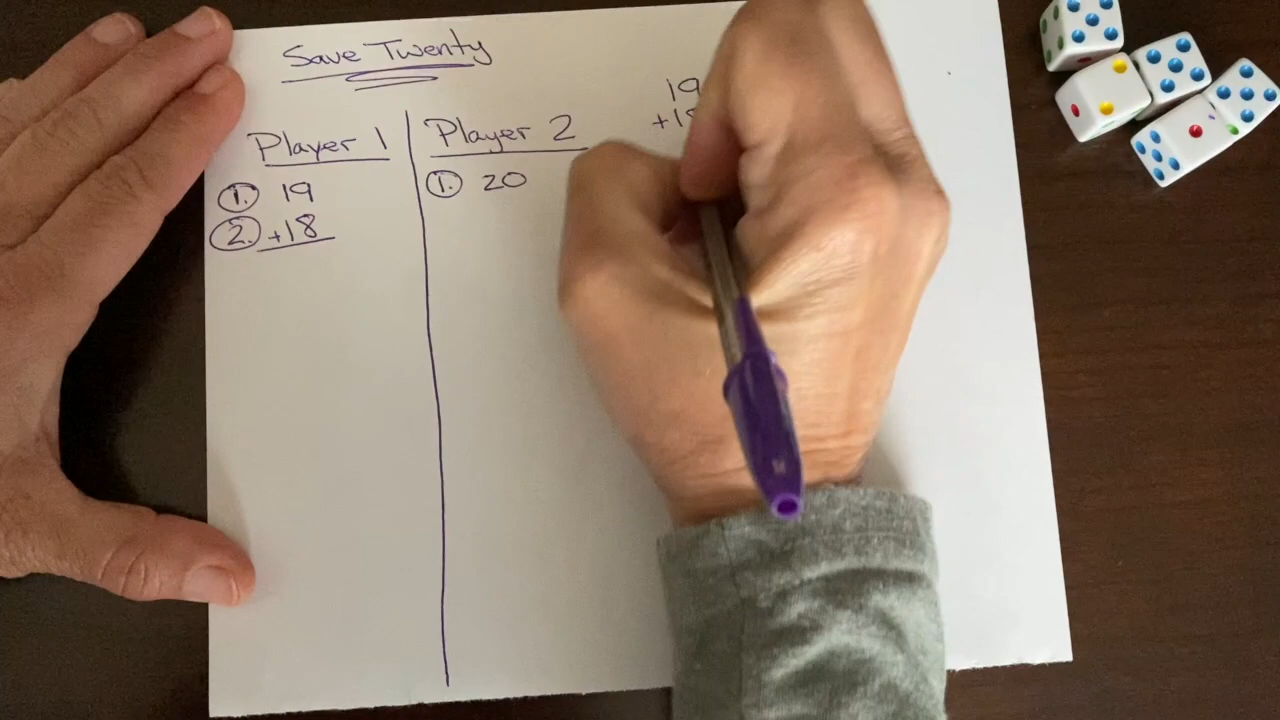 Save Twenty
Player 1
1. 19
2. +18
Player 2
1. 20
19